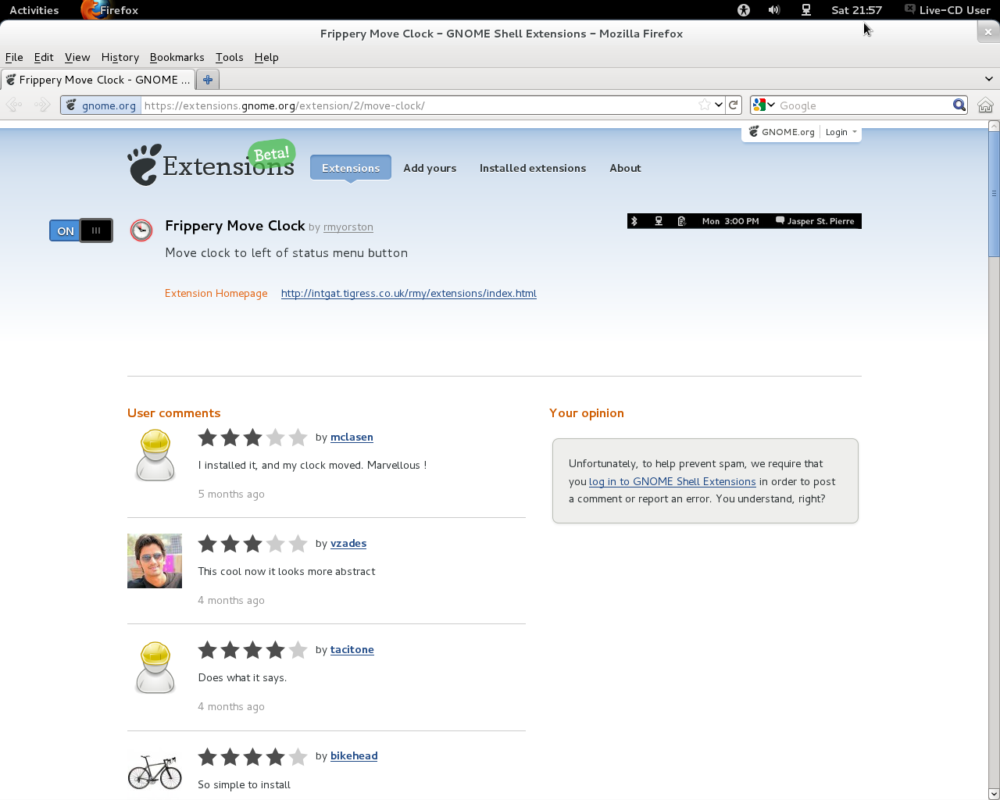 Activities Firefox Sat 21:57 Live-CD User
Frippery Move Clock - GNOME Shell Extensions - Mozilla Firefox
File Edit View History Bookmarks Tools Help
Frippery Move Clock - GNOME ...
gnome.org https://extensions.gnome.org/extension/2/move-clock/ Google
GNOME.org Login
Extensions Beta!
Extensions Add yours Installed extensions About
ON
Frippery Move Clock by rmyorston
Mon 3:00 PM Jasper St. Pierre
Move clock to left of status menu button
Extension Homepage http://intgat.tigress.co.uk/rmy/extensions/index.html
User comments
by mclasen
I installed it, and my clock moved. Marvellous !
5 months ago
by vzades
This cool now it looks more abstract
4 months ago
by tacitone
Does what it says.
4 months ago
by bikehead
So simple to install
Your opinion
Unfortunately, to help prevent spam, we require that
you log in to GNOME Shell Extensions in order to post
a comment or report an error. You understand, right?